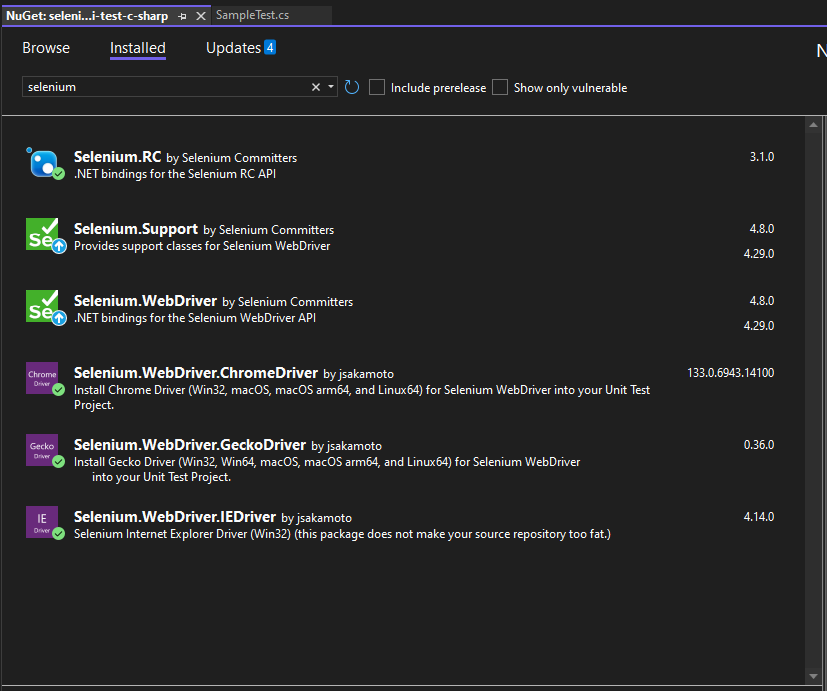 NuGet: seleni...i-test-c-sharp
SampleTest.cs
Browse
Installed
Updates 4
N
selenium
Include prerelease
Show only vulnerable
Selenium.RC by Selenium Committers 3.1.0
.NET bindings for the Selenium RC API
Se
Selenium.Support by Selenium Committers 4.8.0
Provides support classes for Selenium WebDriver
4.29.0
Se
Selenium.WebDriver by Selenium Committers 4.8.0
.NET bindings for the Selenium WebDriver API
4.29.0
Chrome
Driver
Selenium.WebDriver.ChromeDriver by jsakamoto 133.0.6943.14100
Install Chrome Driver (Win32, macOS, macOS arm64, and Linux64) for Selenium WebDriver into your Unit Test
Project.
Gecko
Driver
Selenium.WebDriver.GeckoDriver by jsakamoto 0.36.0
Install Gecko Driver (Win32, Win64, macOS, macOS arm64, and Linux64) for Selenium WebDriver
into your Unit Test Project.
IE
Driver
Selenium.WebDriver.IEDriver by jsakamoto 4.14.0
Selenium Internet Explorer Driver (Win32) (this package does not make your source repository too fat.)